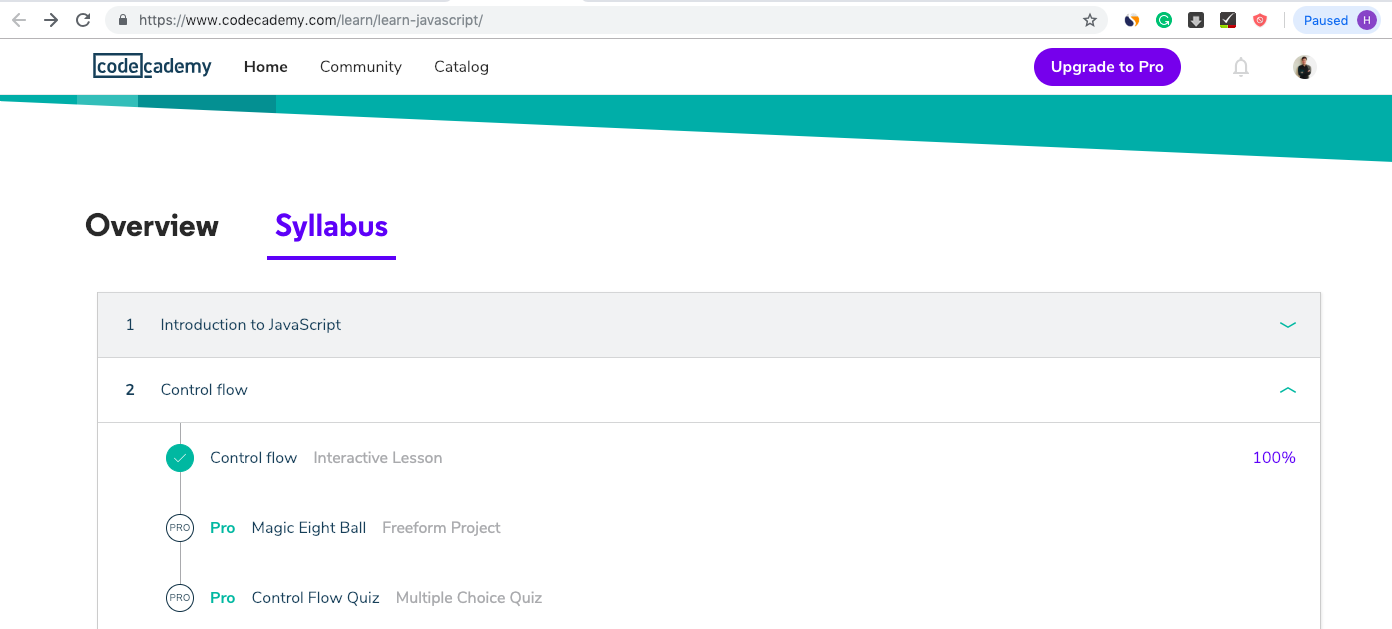 https://www.codecademy.com/learn/learn-javascript/
Paused H
codecademy Home Community Catalog Upgrade to Pro
Overview Syllabus
1 Introduction to JavaScript
2 Control flow
Control flow Interactive Lesson 100%
PRO Pro Magic Eight Ball Freeform Project
PRO Pro Control Flow Quiz Multiple Choice Quiz